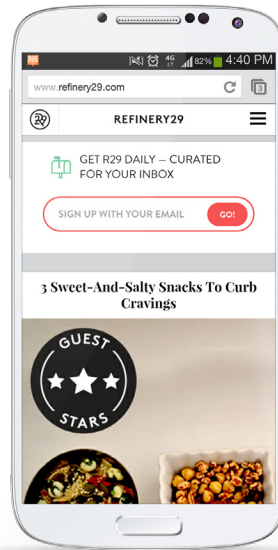 4G
82% 4:40 PM
www.refinery29.com
3
29
REFINERY29
GET R29 DAILY – CURATED
FOR YOUR INBOX
SIGN UP WITH YOUR EMAIL
GO!
3 Sweet-And-Salty Snacks To Curb
Cravings
GUEST
STARS